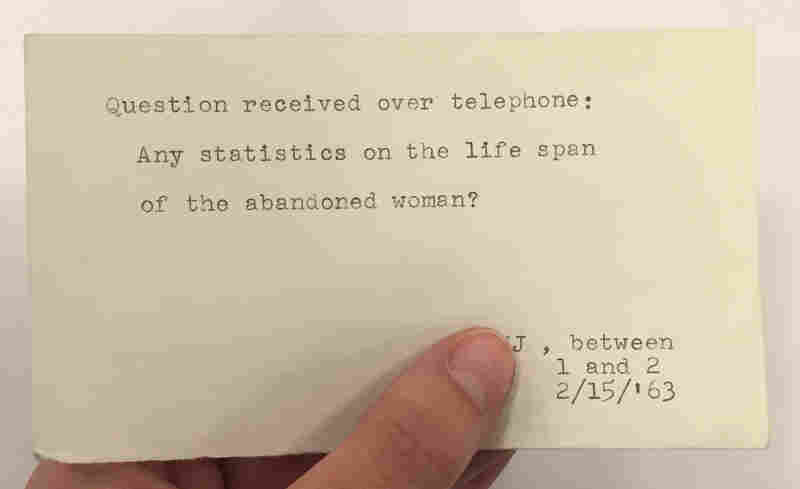 Question received over telephone:
Any statistics on the life span
of the abandoned woman?
J , between
1 and 2
2/15/'63